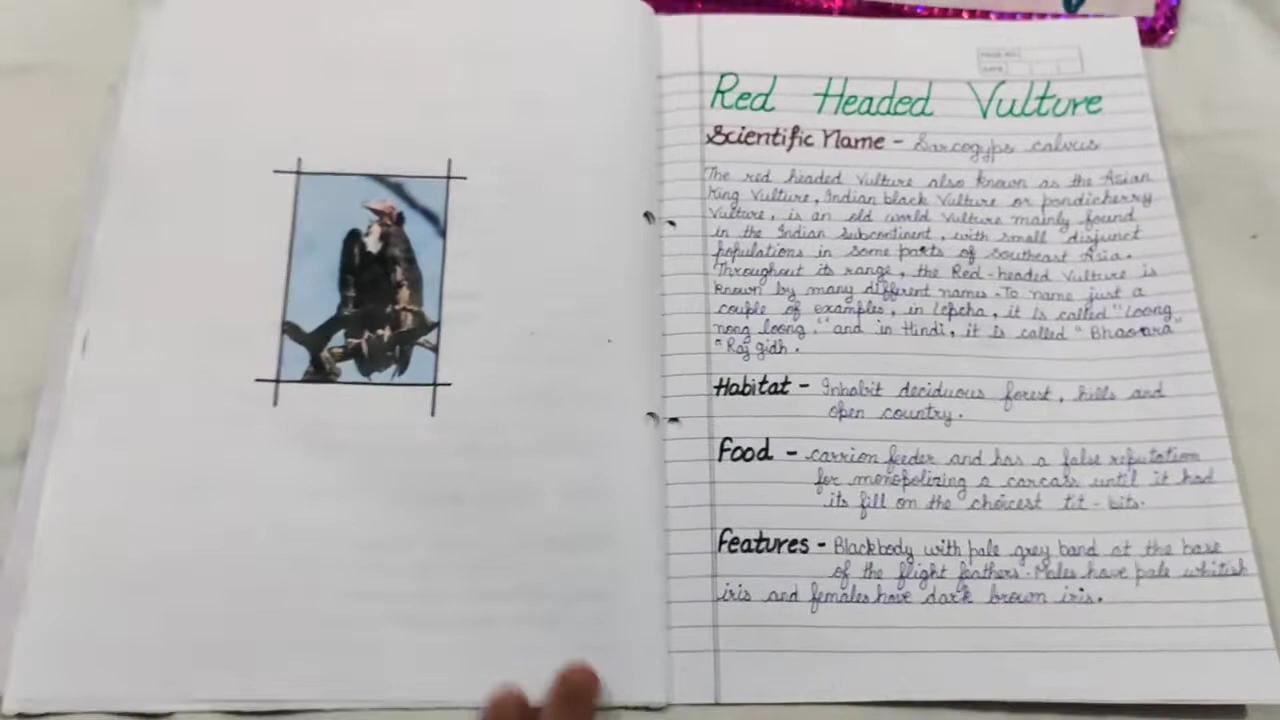 PAGE NO.
DATE
Red Headed Vulture
Scientific Name - Sarcogyps calvus
The red headed Vulture also known as the Asian
King Vulture, Indian black Vulture or pondicherry
Vulture, is an old world Vulture mainly found
in the Indian Subcontinent, with small disjunct
populations in some parts of Southeast Asia.
Throughout its range, the Red-headed Vulture is
known by many different names. To name just a
couple of examples, in Lepcha, it is called "Loong
nong loong," and in Hindi, it is called "Bhaorara"
"Raj gidh.
Habitat - Inhabit deciduous forest, hills and
open country.
Food - carrion feeder and has a false reputation
for monopolizing a carcass until it had
its fill on the choicest tit-bits.
Features - Black body with pale grey band at the base
of the flight feathers. Males have pale whitish
iris and females have dark brown iris.